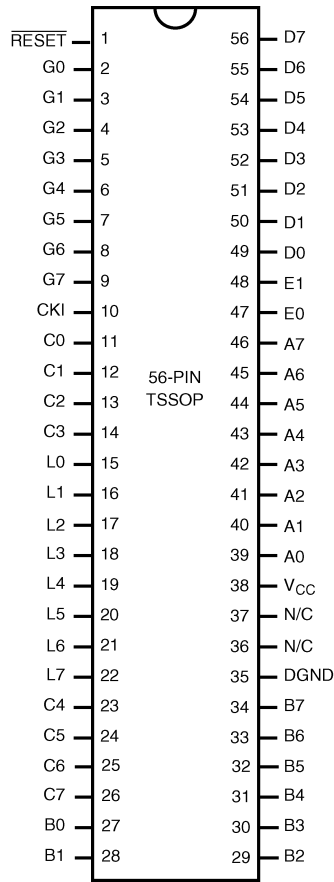 RESET 1 56 D7
G0 2 55 D6
G1 3 54 D5
G2 4 53 D4
G3 5 52 D3
G4 6 51 D2
G5 7 50 D1
G6 8 49 D0
G7 9 48 E1
CKI 10 47 E0
C0 11 46 A7
C1 12 45 A6
56-PIN
C2 13 44 A5
TSSOP
C3 14 43 A4
L0 15 42 A3
L1 16 41 A2
L2 17 40 A1
L3 18 39 A0
L4 19 38 VCC
L5 20 37 N/C
L6 21 36 N/C
L7 22 35 DGND
C4 23 34 B7
C5 24 33 B6
C6 25 32 B5
C7 26 31 B4
B0 27 30 B3
B1 28 29 B2